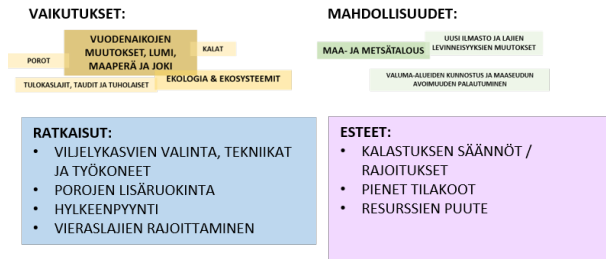 VAIKUTUKSET:
VUODENAIKOJEN
MUUTOKSET, LUMI,
MAAPERÄ JA JOKI
KALAT
POROT
TULOKASLAJIT, TAUDIT JA TUHOLAISET
EKOLOGIA & EKOSYSTEEMIT
MAHDOLLISUUDET:
UUSI ILMASTO JA LAJIEN
LEVINNEISYYKSIEN MUUTOKSET
MAA- JA METSÄTALOUS
VALUMA-ALUEIDEN KUNNOSTUS JA MAASEUDUN
AVOIMUUDEN PALAUTTAMINEN
RATKAISUT:
• VILJELYKASVIEN VALINTA, TEKNIIKAT
JA TYÖKONEET
• POROJEN LISÄRUOKINTA
• HYLKEENPYYNTI
• VIERASLAJIEN RAJOITTAMINEN
ESTEET:
• KALASTUKSEN SÄÄNNÖT /
RAJOITUKSET
• PIENET TILAKOOT
• RESURSSIEN PUUTE